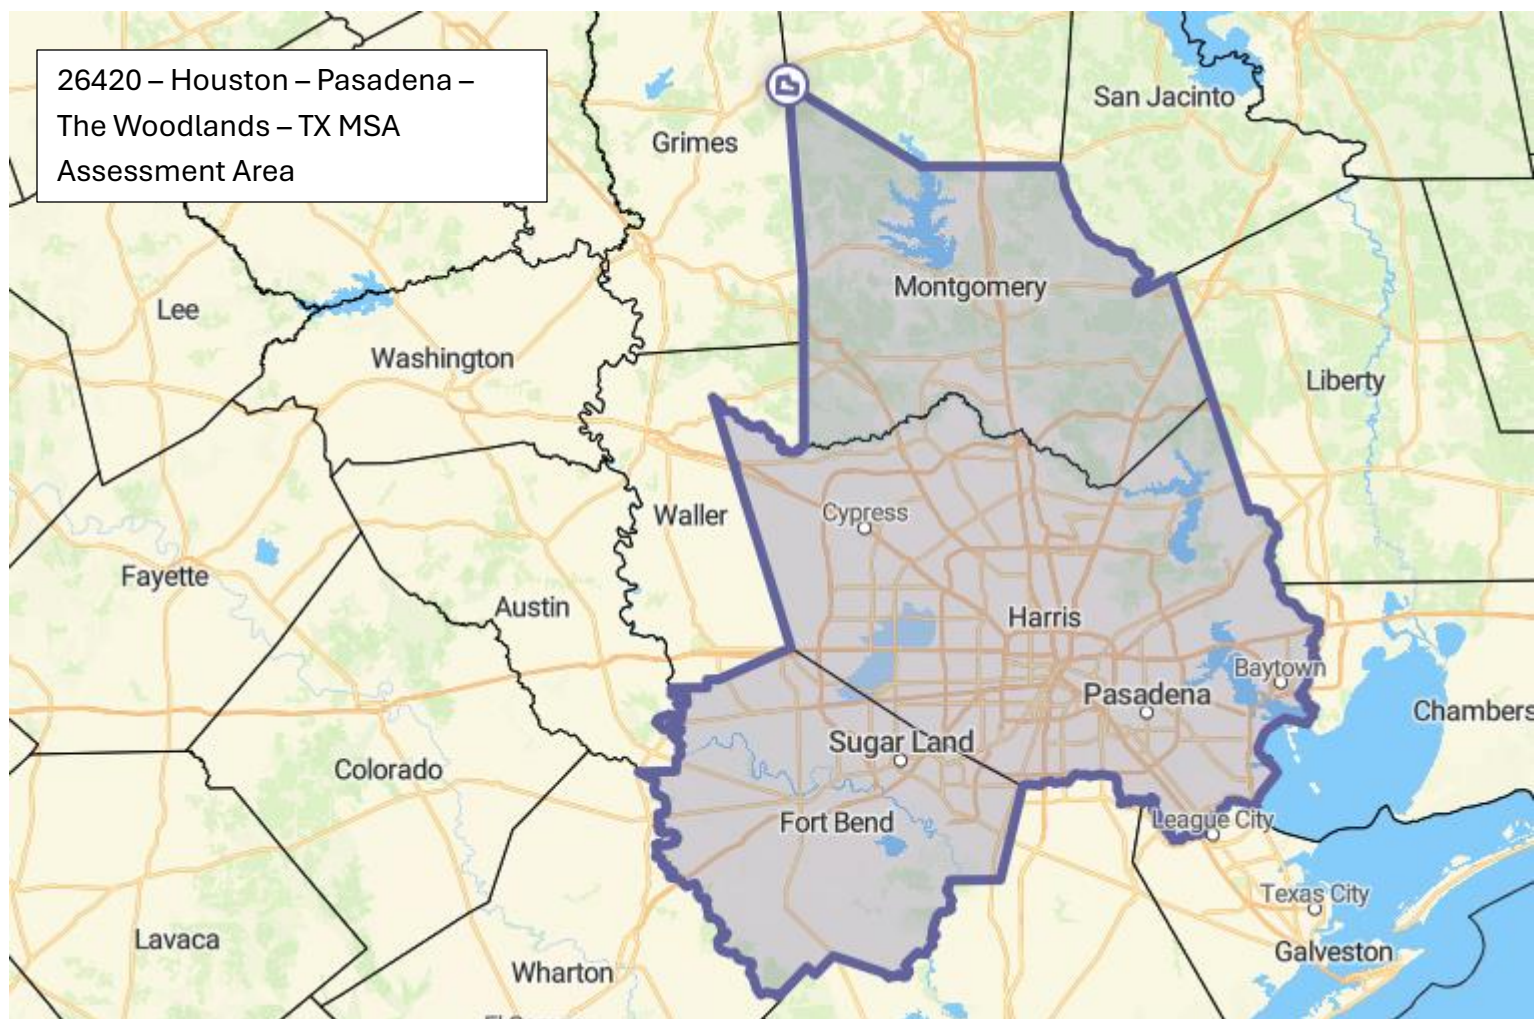 26420 – Houston – Pasadena –
The Woodlands – TX MSA
Assessment Area
San Jacinto
Grimes
Montgomery
Lee
Washington
Liberty
Waller
Cypress
Fayette
Austin
Harris
Baytown
Pasadena
Chambers
Sugar Land
Colorado
Fort Bend
League City
Texas City
Lavaca
Galveston
Wharton